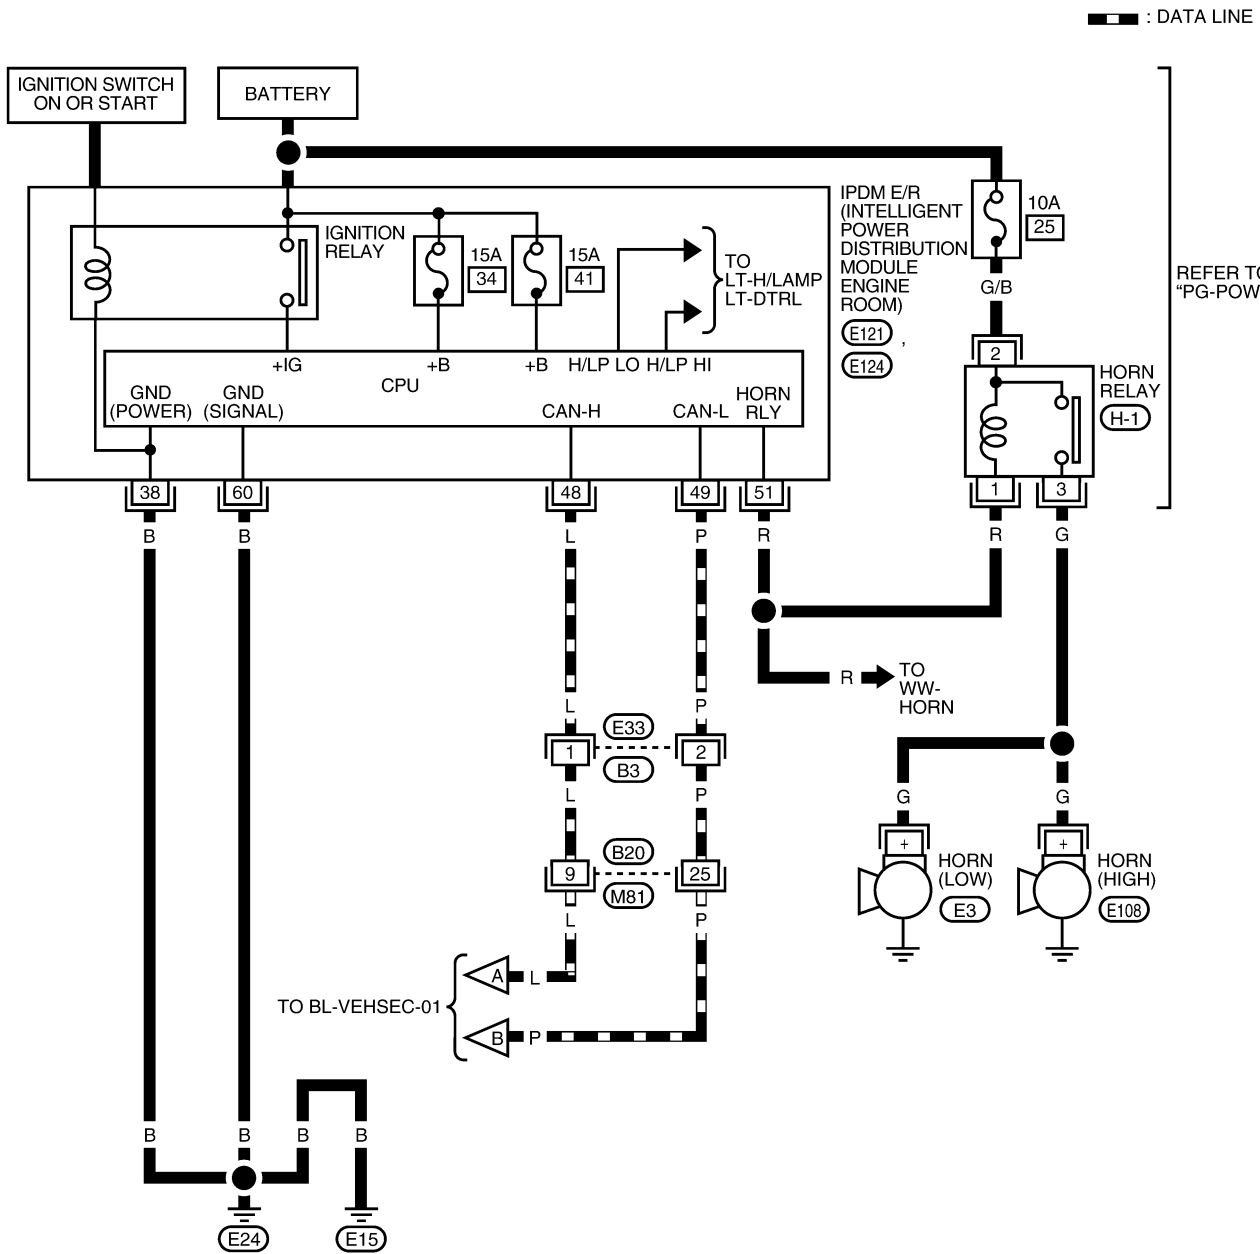 : DATA LINE
IGNITION SWITCH
ON OR START
BATTERY
IPDM E/R
(INTELLIGENT
POWER
DISTRIBUTION
MODULE
ENGINE
ROOM)
E121 ,
E124
10A
25
G/B
REFER TO
“PG-POW
IGNITION
RELAY
15A
34
15A
41
TO
LT-H/LAMP
LT-DTRL
2
HORN
RELAY
H-1
+IG
+B
+B
H/LP LO
H/LP HI
CPU
GND
(POWER)
GND
(SIGNAL)
CAN-H
CAN-L
HORN
RLY
38
60
48
49
51
1
3
B
B
L
P
R
R
G
R
TO
WW-
HORN
L
P
E33
1
2
B3
L
P
G
G
B20
9
25
M81
+
+
HORN
(LOW)
E3
HORN
(HIGH)
E108
L
P
A
L
TO BL-VEHSEC-01
B
P
B
B
B
B
E24
E15